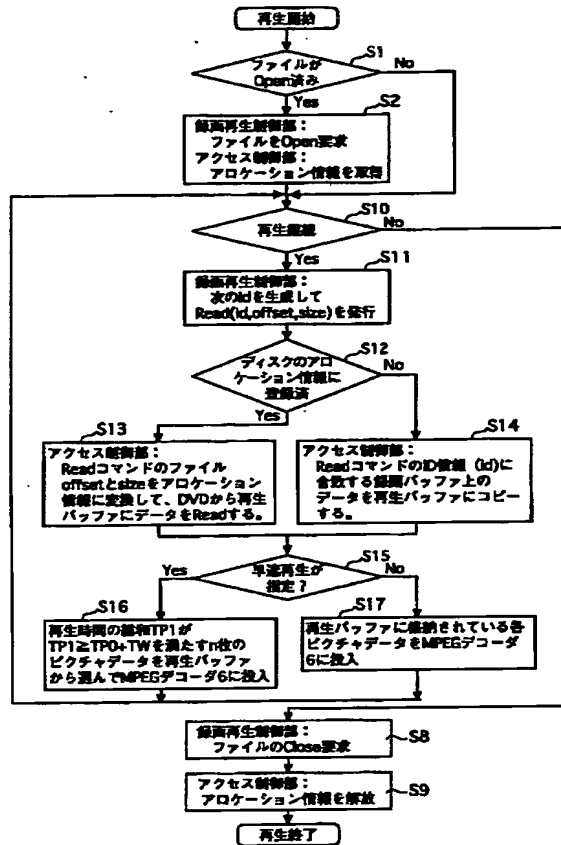 再生開始
S1
ファイルが
Open済み
No
Yes
S2
録画再生制御部：
ファイルをOpen要求
アクセス制御部：
アロケーション情報を取得
S10
再生継続
No
Yes
S11
録画再生制御部：
次のidを生成して
Read(id,offset,size)を発行
S12
ディスクのアロ
ケーション情報に
登録済
No
Yes
S13
アクセス制御部：
Readコマンドのファイル
offsetとsizeをアロケーション
情報に変換して、DVDから再生
バッファにデータをReadする。
S14
アクセス制御部：
ReadコマンドのID情報（id)に
合致する録画バッファ上の
データを再生バッファにコピー
する。
S15
早送再生が
指定？
Yes
No
S16
再生時間の総和TP1が
TP1≧TP0+TWを満たすn枚の
ピクチャデータを再生バッファ
から選んでMPEGデコーダ6に投入
S17
再生バッファに格納されている各
ピクチャデータをMPEGデコーダ
6に投入
S8
録画再生制御部：
ファイルのClose要求
S9
アクセス制御部：
アロケーション情報を解放
再生終了